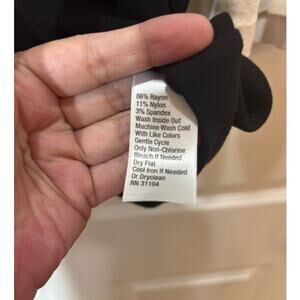 86% Rayon
11% Nylon
3% Spandex
Wash Inside Out
Machine Wash Cold
With Like Colors
Gentle Cycle
Only Non-Chlorine
Bleach If Needed
Dry Flat
Cool Iron If Needed
Or Dryclean
RN 31104